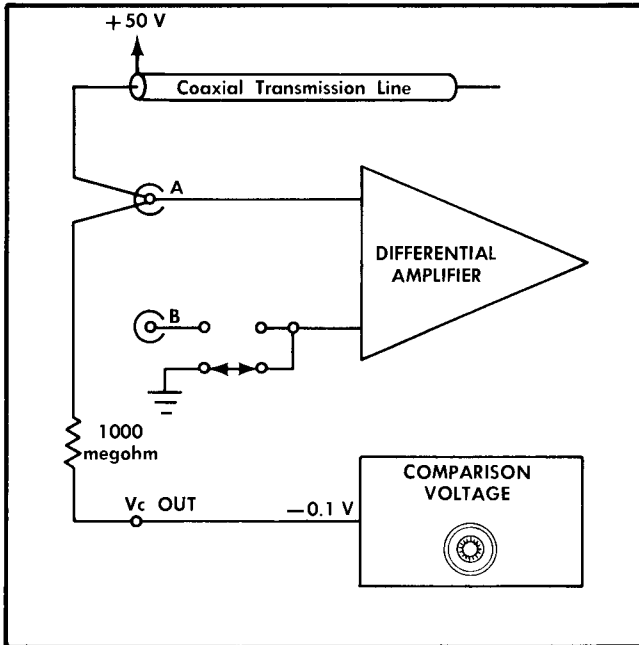 +50 V
Coaxial Transmission Line
A
DIFFERENTIAL
AMPLIFIER
B
1000
megohm
COMPARISON
VOLTAGE
Vc OUT
−0.1 V